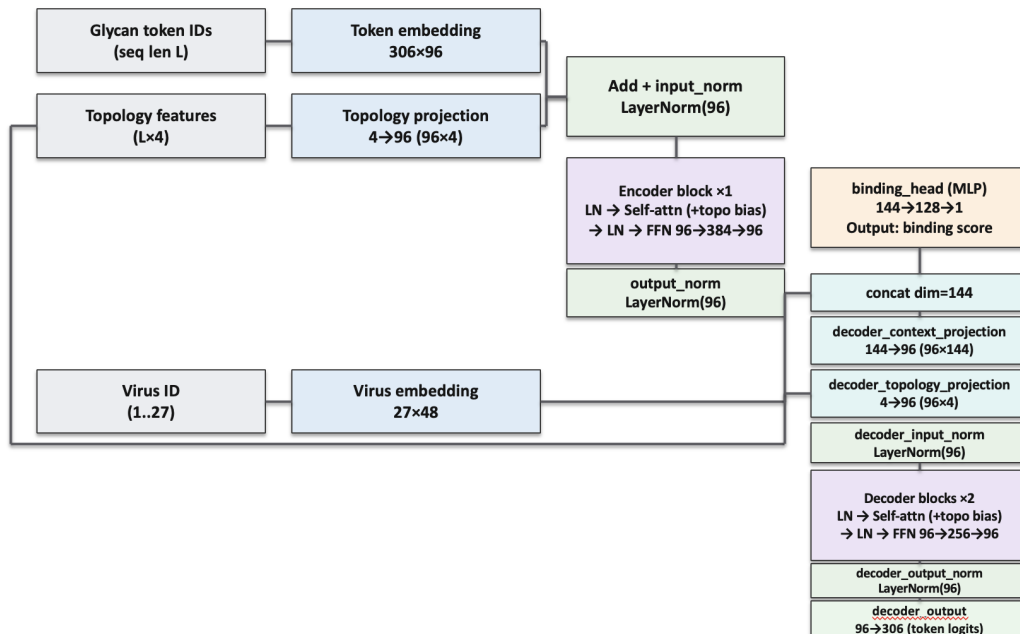 Glycan token IDs
(seq len L)
Token embedding
306×96
Topology features
(L×4)
Topology projection
4→96 (96×4)
Add + input_norm
LayerNorm(96)
Encoder block ×1
LN → Self-attn (+topo bias)
→ LN → FFN 96→384→96
output_norm
LayerNorm(96)
Virus ID
(1..27)
Virus embedding
27×48
binding_head (MLP)
144→128→1
Output: binding score
concat dim=144
decoder_context_projection
144→96 (96×144)
decoder_topology_projection
4→96 (96×4)
decoder_input_norm
LayerNorm(96)
Decoder blocks ×2
LN → Self-attn (+topo bias)
→ LN → FFN 96→256→96
decoder_output_norm
LayerNorm(96)
decoder_output
96→306 (token logits)